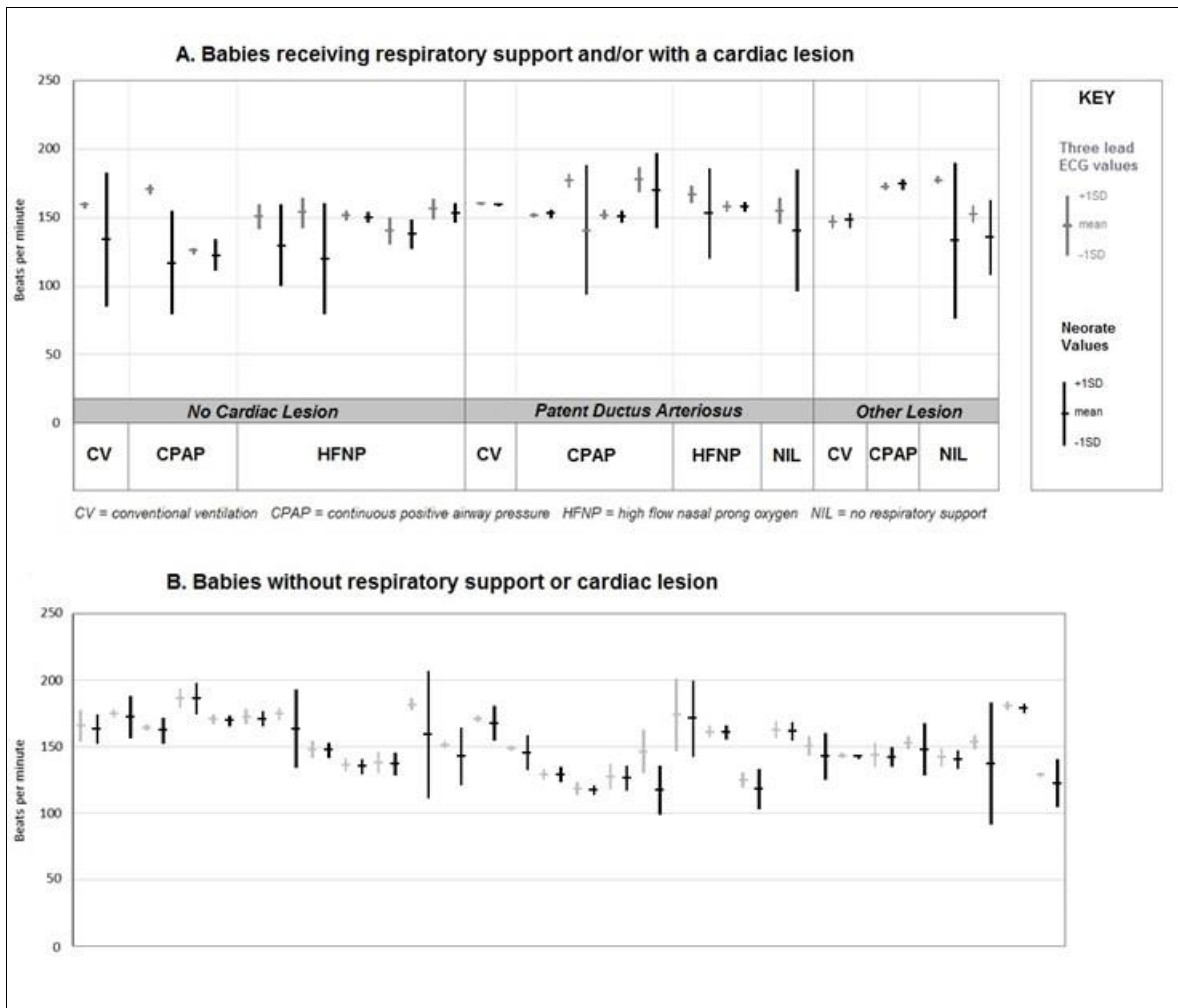 A. Babies receiving respiratory support and/or with a cardiac lesion
250
200
150
100
50
0
Beats per minute
No Cardiac Lesion Patent Ductus Arteriosus Other Lesion
CV CPAP HFNP CV CPAP HFNP NIL CV CPAP NIL
CV = conventional ventilation CPAP = continuous positive airway pressure HFNP = high flow nasal prong oxygen NIL = no respiratory support
KEY
Three lead
ECG values
+1SD
mean
-1SD
Neorate
Values
+1SD
mean
-1SD
B. Babies without respiratory support or cardiac lesion
250
200
150
100
50
0
Beats per minute